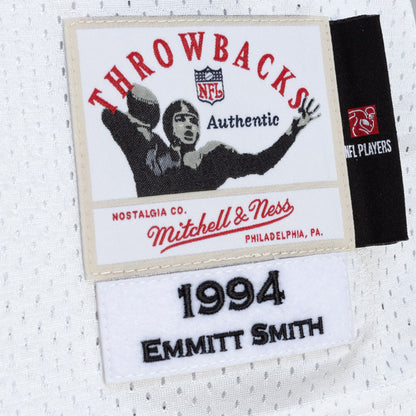 THROWBACKS
NFL
Authentic
NFL PLAYERS
NOSTALGIA CO.
Mitchell & Ness
PHILADELPHIA, PA.
1994
EMMITT SMITH